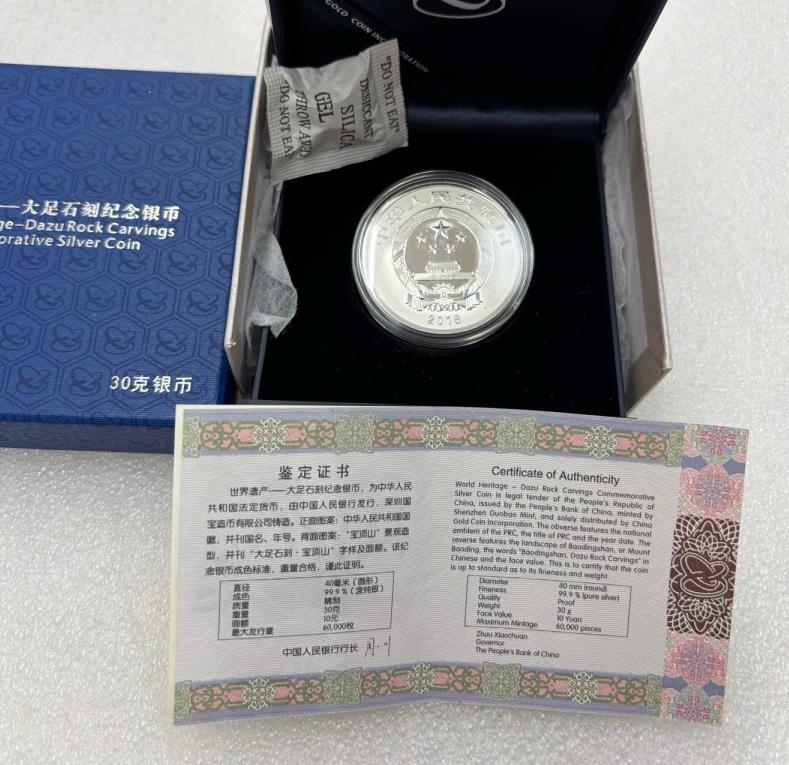 GOLD COIN INCORPORATION
"DO NOT EAT"
DESICCANT
SILICA
GEL
THROW AWAY
"DO NOT EAT
——大足石刻纪念银币
ge–Dazu Rock Carvings
orative Silver Coin
30克银币
中华人民共和国
2016
鉴定证书
世界遗产——大足石刻纪念银币，为中华人民
共和国法定货币，由中国人民银行发行，深圳国
宝造币有限公司铸造。正面图案：中华人民共和国国
徽，并刊国名、年号。背面图案：“宝顶山”景观造
型，并刊“大足石刻·宝顶山”字样及面额。该纪
念银币成色标准，重量合格，谨此证明。
直径 40毫米（圆形）
成色 99.9％（含纯银）
质量 精制
重量 30克
面额 10元
最大发行量 60,000枚
中国人民银行行长
Certificate of Authenticity
World Heritage – Dazu Rock Carvings Commemorative
Silver Coin is legal tender of the People's Republic of
China, issued by the People's Bank of China, minted by
Shenzhen Guobao Mint, and solely distributed by China
Gold Coin Incorporation. The obverse features the national
emblem of the PRC, the title of PRC and the year date. The
reverse features the landscape of Baodingshan, or Mount
Baoding, the words "Baodingshan, Dazu Rock Carvings" in
Chinese and the face value. This is to certify that the coin
is up to standard as to its fineness and weight.
Diameter 40 mm (round)
Fineness 99.9 % (pure silver)
Quality Proof
Weight 30 g
Face Value 10 Yuan
Maximum Mintage 60,000 pieces
Zhou Xiaochuan
Governor
The People's Bank of China